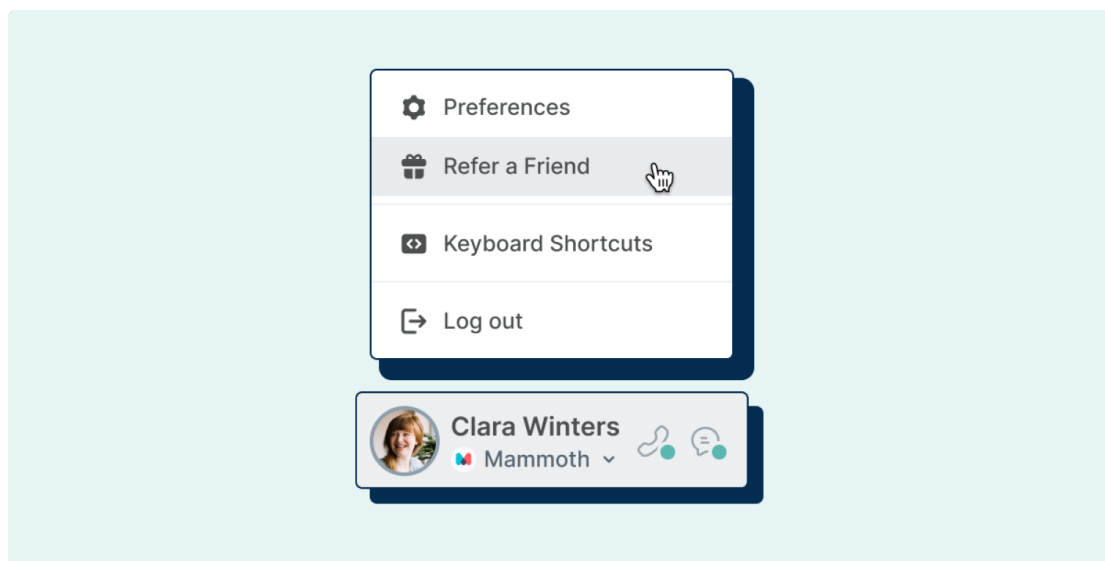 Preferences
Refer a Friend
Keyboard Shortcuts
Log out
Clara Winters
Mammoth